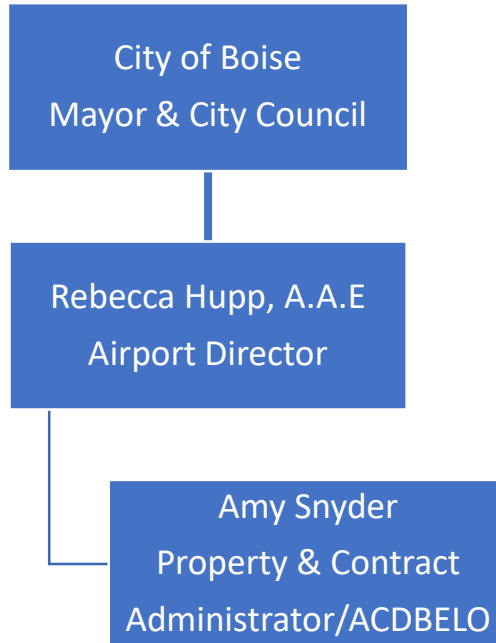 City of Boise
Mayor & City Council
Rebecca Hupp, A.A.E
Airport Director
Amy Snyder
Property & Contract
Administrator/ACDBELO